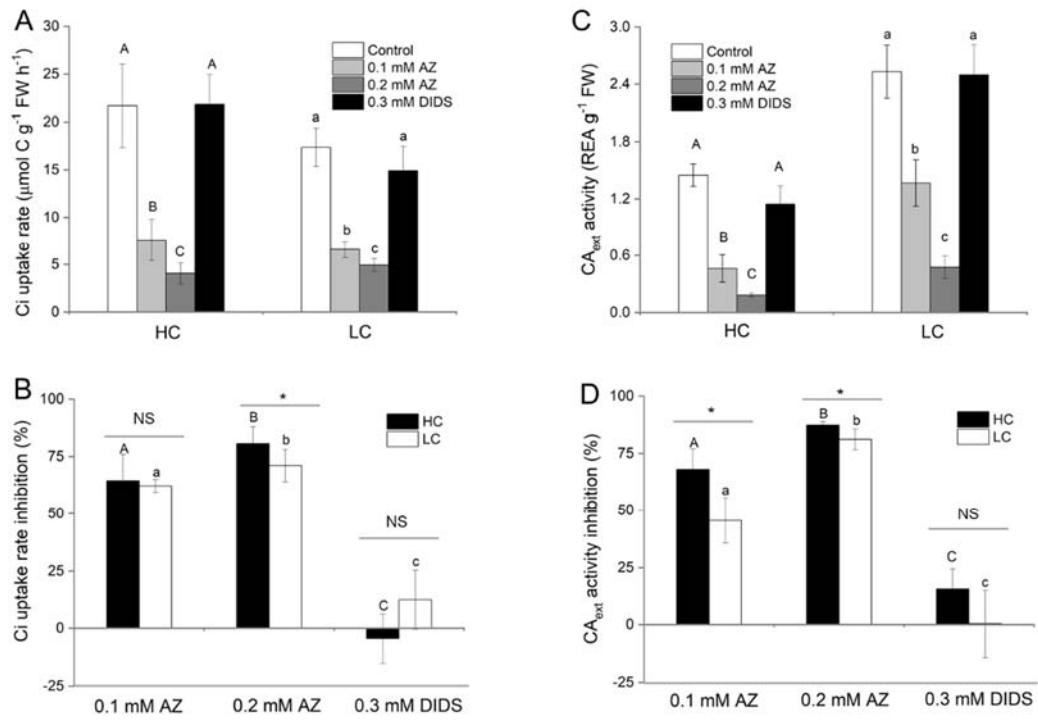 A
Ci uptake rate (µmol C g⁻¹ FW h⁻¹)
30
25
20
15
10
5
0
Control
0.1 mM AZ
0.2 mM AZ
0.3 mM DIDS
A
B
C
A
a
b
c
a
HC
LC
C
CAext activity (REA g⁻¹ FW)
3.0
2.4
1.8
1.2
0.6
0.0
Control
0.1 mM AZ
0.2 mM AZ
0.3 mM DIDS
A
B
C
A
a
b
c
a
HC
LC
B
Ci uptake rate inhibition (%)
100
75
50
25
0
-25
NS
*
NS
HC
LC
A
a
B
b
C
c
0.1 mM AZ
0.2 mM AZ
0.3 mM DIDS
D
CAext activity inhibition (%)
100
75
50
25
0
-25
*
*
NS
HC
LC
A
a
B
b
C
c
0.1 mM AZ
0.2 mM AZ
0.3 mM DIDS